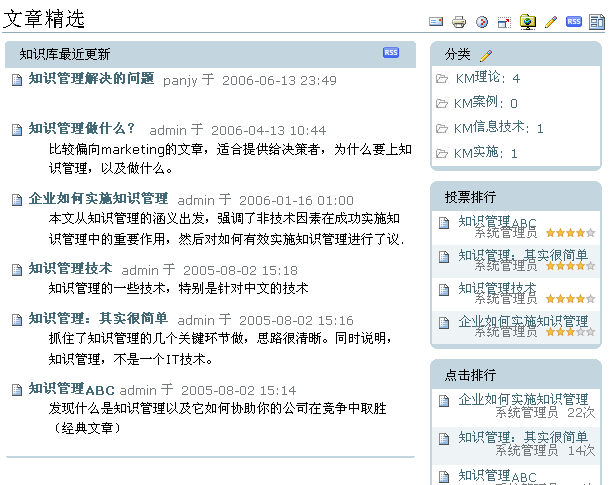 文章精选
RSS
知识库最近更新
RSS
知识管理解决的问题 panjy 于 2006-06-13 23:49
知识管理做什么？ admin 于 2006-04-13 10:44
比较偏向marketing的文章，适合提供给决策者，为什么要上知
识管理，以及做什么。
企业如何实施知识管理 admin 于 2006-01-16 01:00
本文从知识管理的涵义出发，强调了非技术因素在成功实施知
识管理中的重要作用，然后对如何有效实施知识管理进行了议.
知识管理技术 admin 于 2005-08-02 15:18
知识管理的一些技术，特别是针对中文的技术
知识管理：其实很简单 admin 于 2005-08-02 15:16
抓住了知识管理的几个关键环节做，思路很清晰。同时说明，
知识管理，不是一个IT技术。
知识管理ABC admin 于 2005-08-02 15:14
发现什么是知识管理以及它如何协助你的公司在竞争中取胜
（经典文章）
分类
KM理论：4
KM案例：0
KM信息技术：1
KM实施：1
投票排行
知识管理ABC
系统管理员
知识管理：其实很简单
系统管理员
知识管理技术
系统管理员
企业如何实施知识管理
系统管理员
点击排行
企业如何实施知识管理
系统管理员 22次
知识管理：其实很简单
系统管理员 14次
知识管理ABC